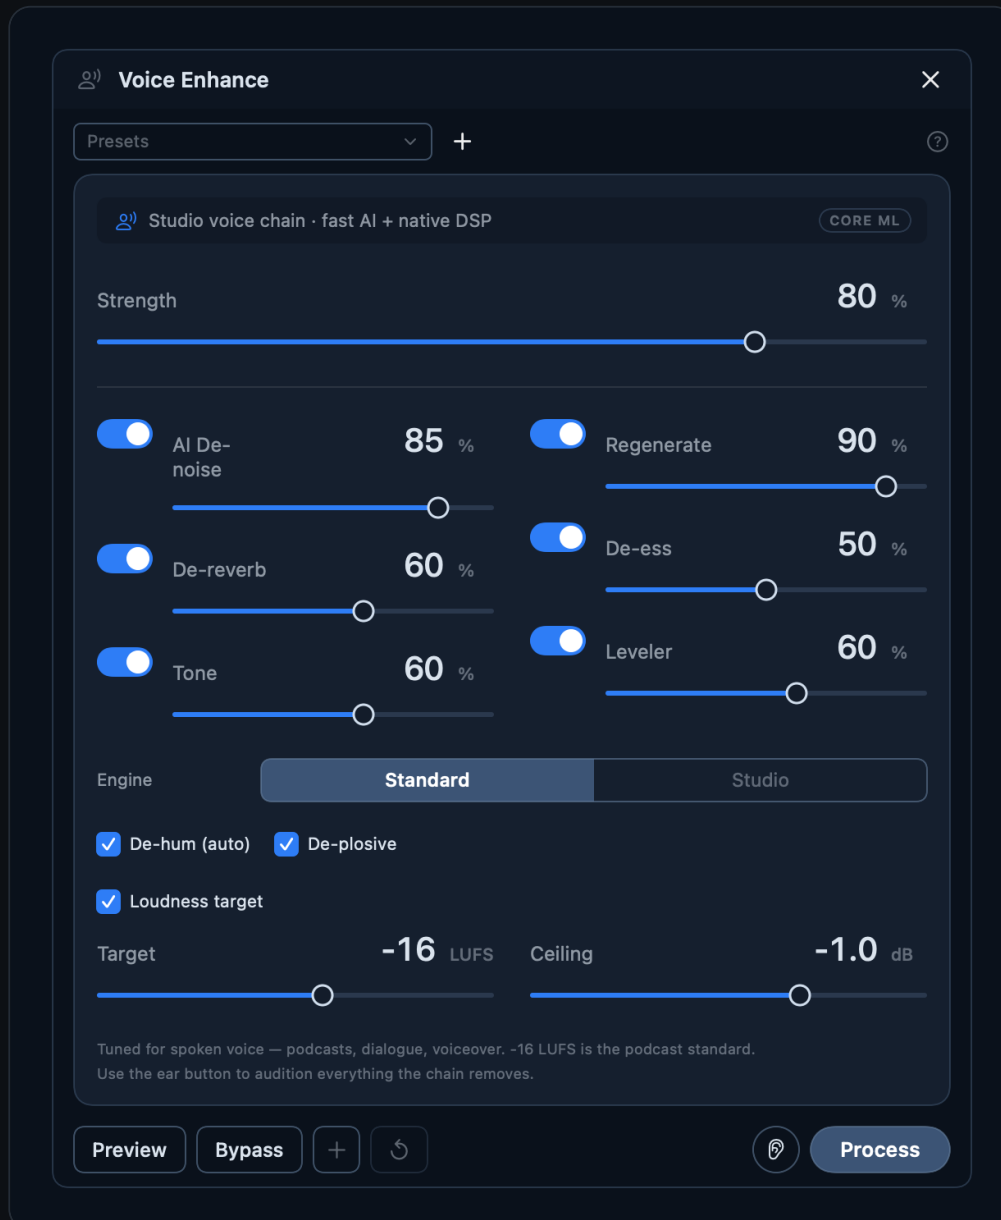 Voice Enhance
Presets
?
Studio voice chain · fast AI + native DSP
CORE ML
Strength
80 %
AI De-
noise
85 %
Regenerate
90 %
De-reverb
60 %
De-ess
50 %
Tone
60 %
Leveler
60 %
Engine
Standard
Studio
De-hum (auto)
De-plosive
Loudness target
Target
-16 LUFS
Ceiling
-1.0 dB
Tuned for spoken voice — podcasts, dialogue, voiceover. -16 LUFS is the podcast standard.
Use the ear button to audition everything the chain removes.
Preview
Bypass
Process